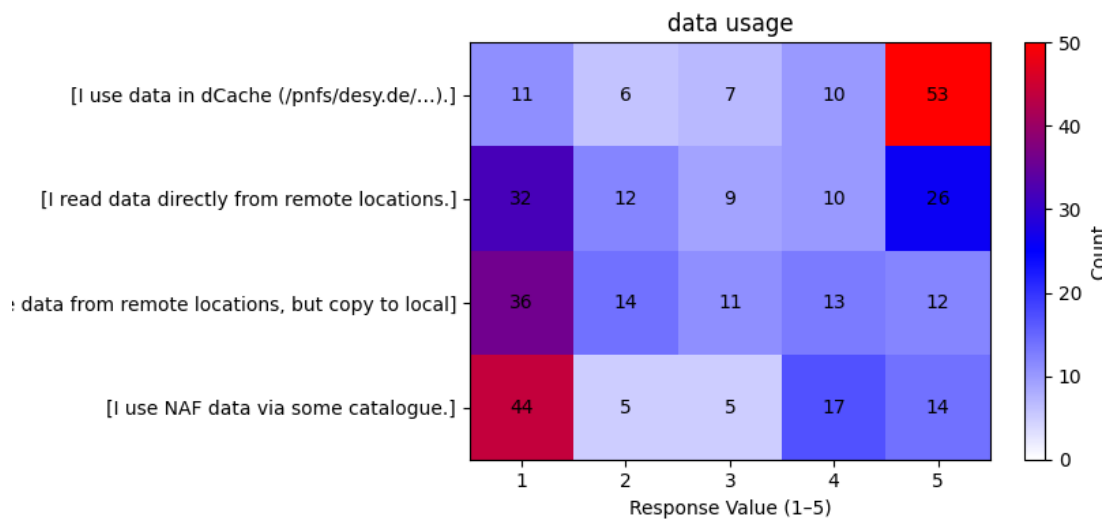 data usage
[I use data in dCache (/pnfs/desy.de/...).]
11 6 7 10 53
[I read data directly from remote locations.]
32 12 9 10 26
data from remote locations, but copy to local]
36 14 11 13 12
[I use NAF data via some catalogue.]
44 5 5 17 14
1 2 3 4 5
Response Value (1–5)
50
40
30
20
10
0
Count